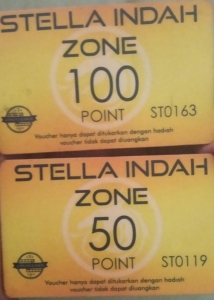 STELLA INDAH
ZONE
100
POINT ST0163
Voucher hanya dapat ditukarkan dengan hadiah
voucher tidak dapat diuangkan
STELLA INDAH
ZONE
50
POINT ST0119
Voucher hanya dapat ditukarkan dengan hadiah
voucher tidak dapat diuangkan